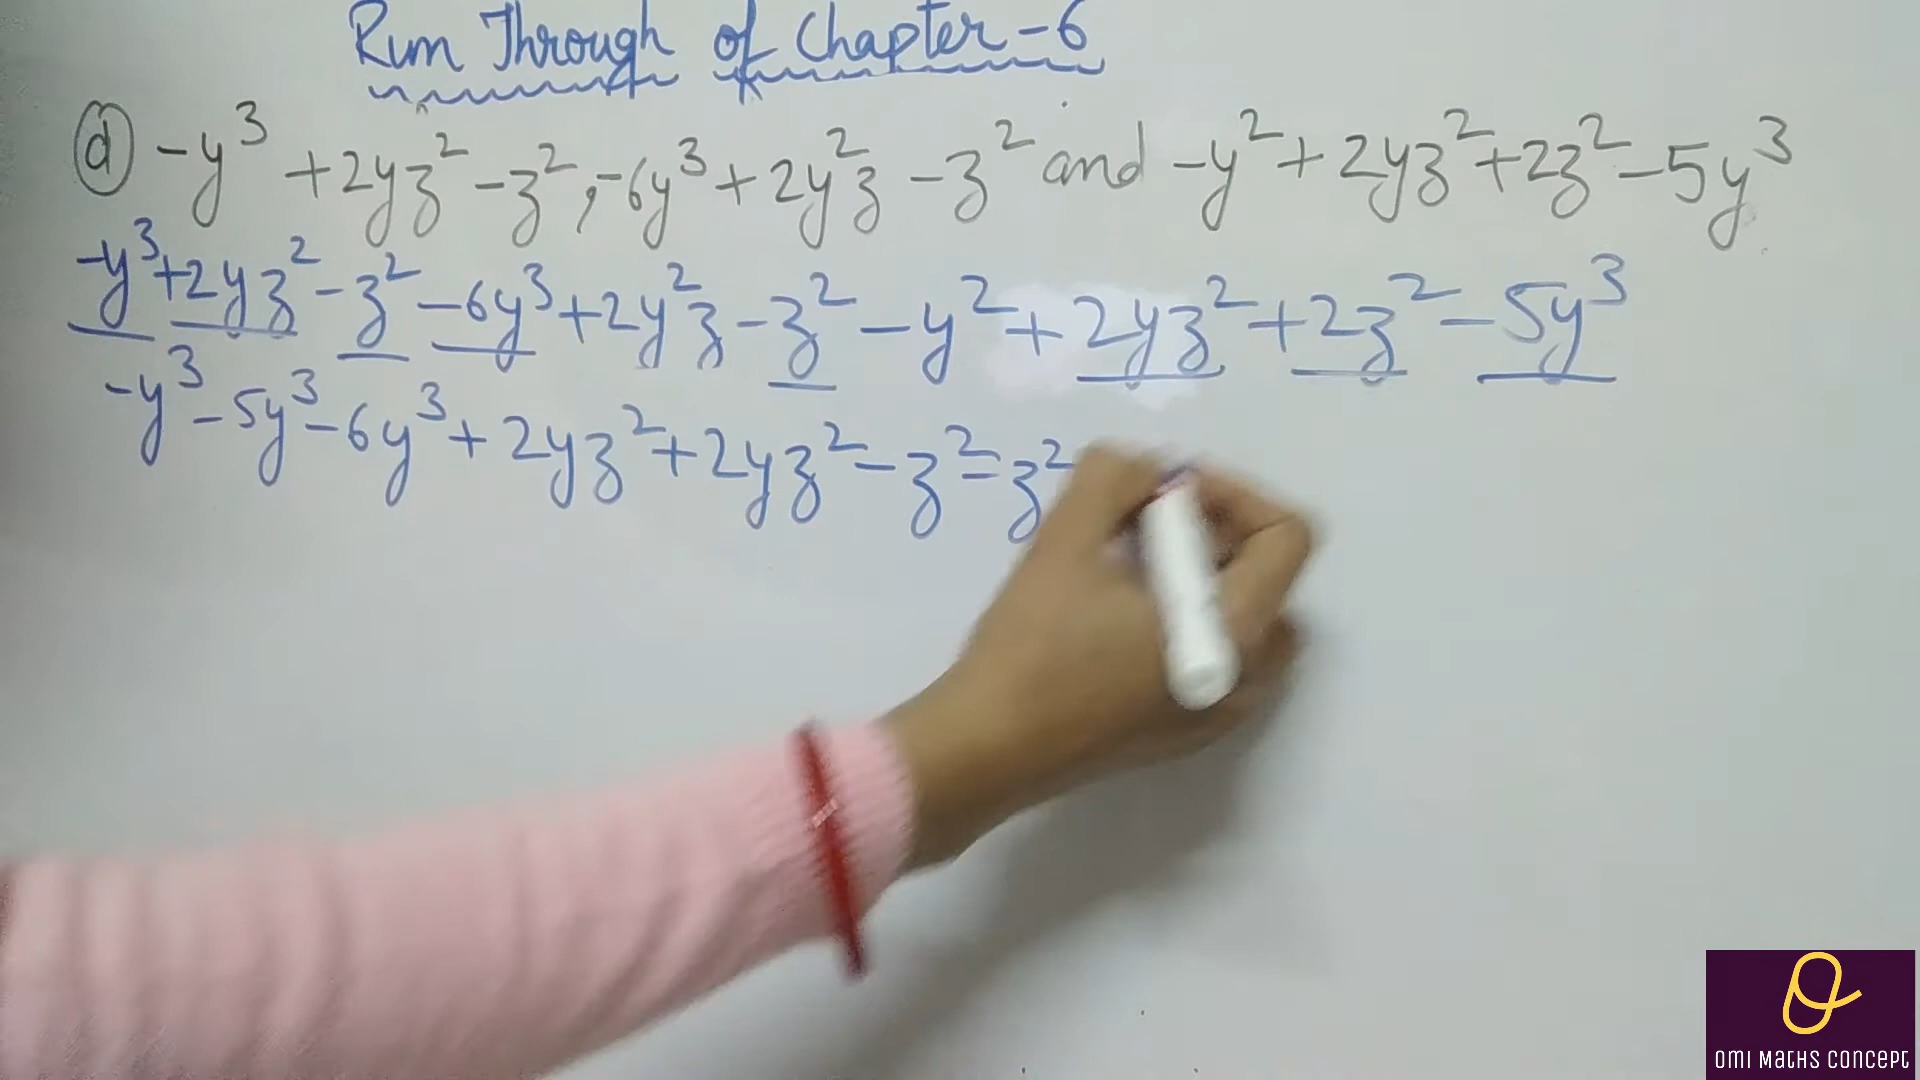 Run Through of Chapter-6
(d) -y³ + 2yz² - z², -6y³ + 2y²z - z² and -y² + 2yz² + 2z² - 5y³
-y³ + 2yz² - z² - 6y³ + 2y²z - z² - y² + 2yz² + 2z² - 5y³
-y³ - 5y³ - 6y³ + 2yz² + 2yz² - z² - z²
OMI MATHS CONCEPT